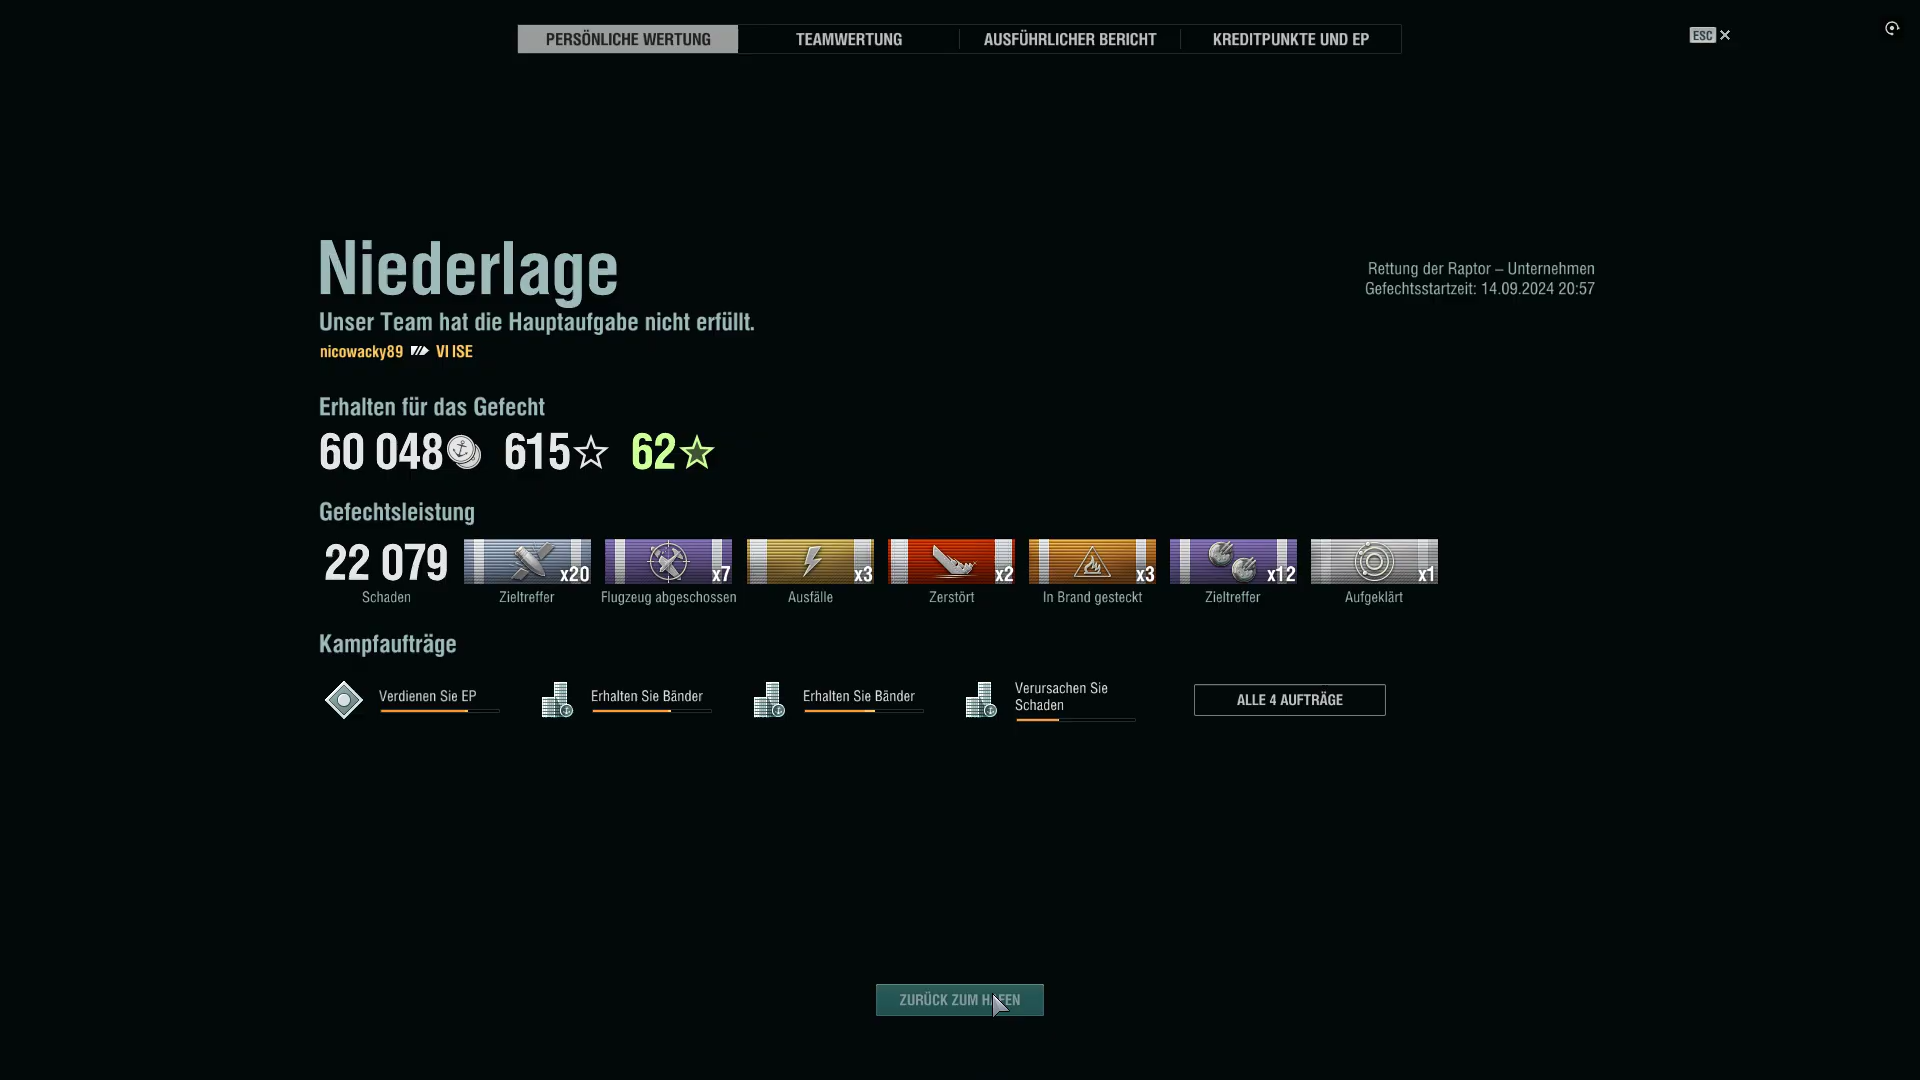 PERSÖNLICHE WERTUNG TEAMWERTUNG AUSFÜHRLICHER BERICHT KREDITPUNKTE UND EP ESC
Niederlage
Unser Team hat die Hauptaufgabe nicht erfüllt.
nicowacky89 VI ISE
Rettung der Raptor – Unternehmen
Gefechtsstartzeit: 14.09.2024 20:57
Erhalten für das Gefecht
60 048 615 62
Gefechtsleistung
22 079 x20 x7 x3 x2 x3 x12 x1
Schaden Zieltreffer Flugzeug abgeschossen Ausfälle Zerstört In Brand gesteckt Zieltreffer Aufgeklärt
Kampfaufträge
Verdienen Sie EP
Erhalten Sie Bänder
Erhalten Sie Bänder
Verursachen Sie
Schaden
ALLE 4 AUFTRÄGE
ZURÜCK ZUM HAFEN